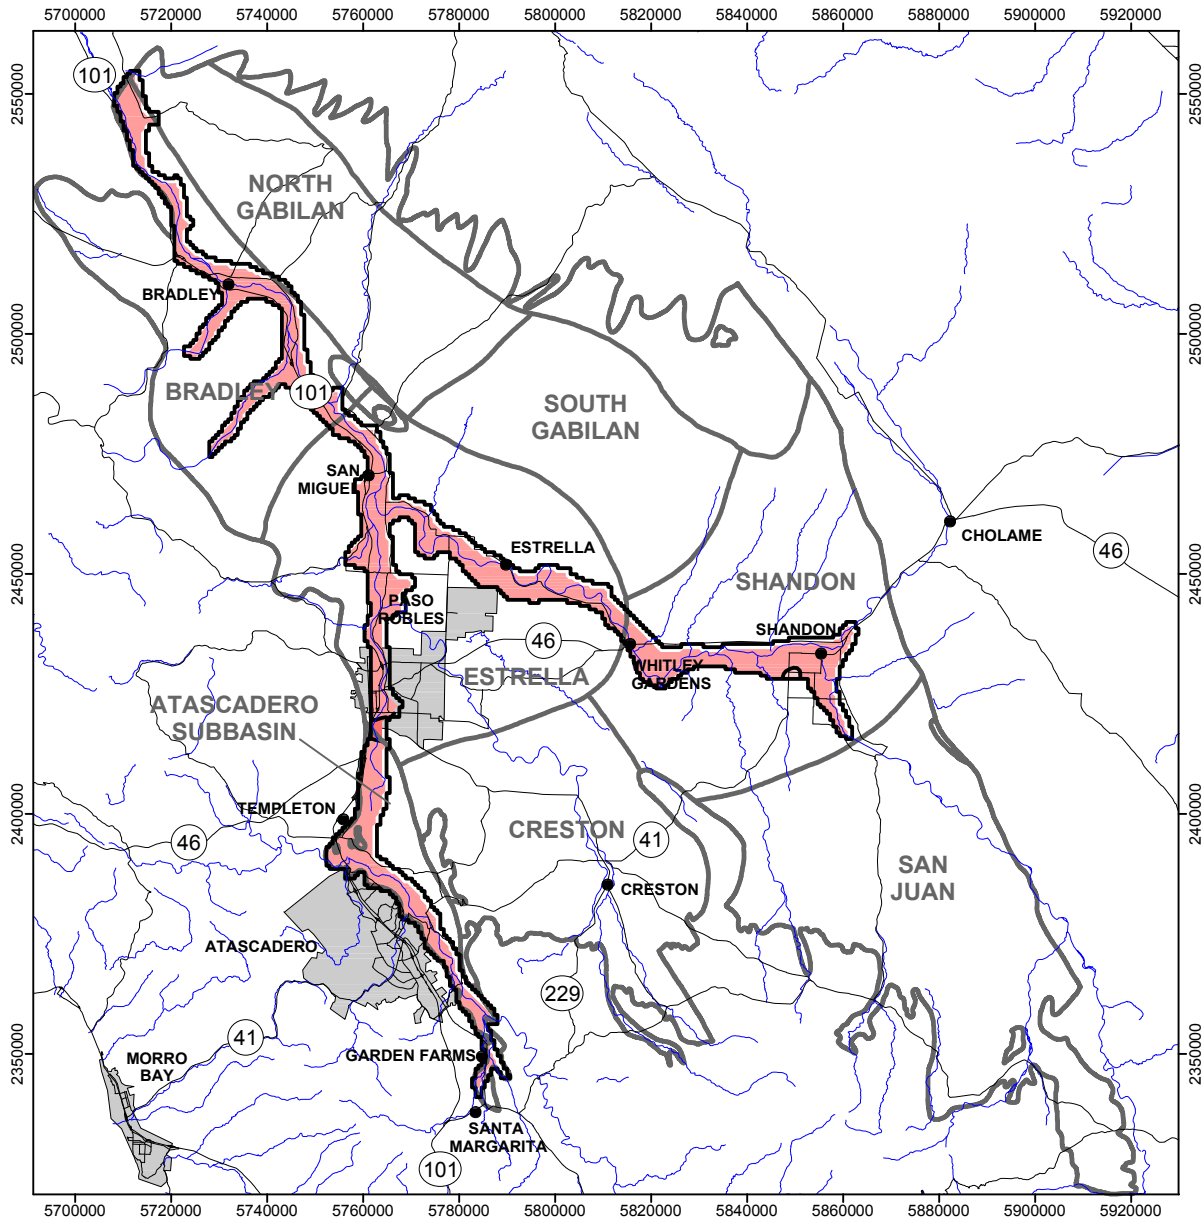 5700000 5720000 5740000 5760000 5780000 5800000 5820000 5840000 5860000 5880000 5900000 5920000
2550000
2550000
101
NORTH
GABILAN
BRADLEY
2500000
2500000
BRADLEY
101
SOUTH
GABILAN
SAN
MIGUEL
CHOLAME
ESTRELLA
46
2450000
2450000
SHANDON
PASO
ROBLES
SHANDON
46
WHITLEY
GARDENS
ESTRELLA
ATASCADERO
SUBBASIN
TEMPLETON
2400000
2400000
46
CRESTON
41
SAN
JUAN
CRESTON
ATASCADERO
229
41
GARDEN FARMS
MORRO
BAY
2350000
2350000
SANTA
MARGARITA
101
5700000 5720000 5740000 5760000 5780000 5800000 5820000 5840000 5860000 5880000 5900000 5920000